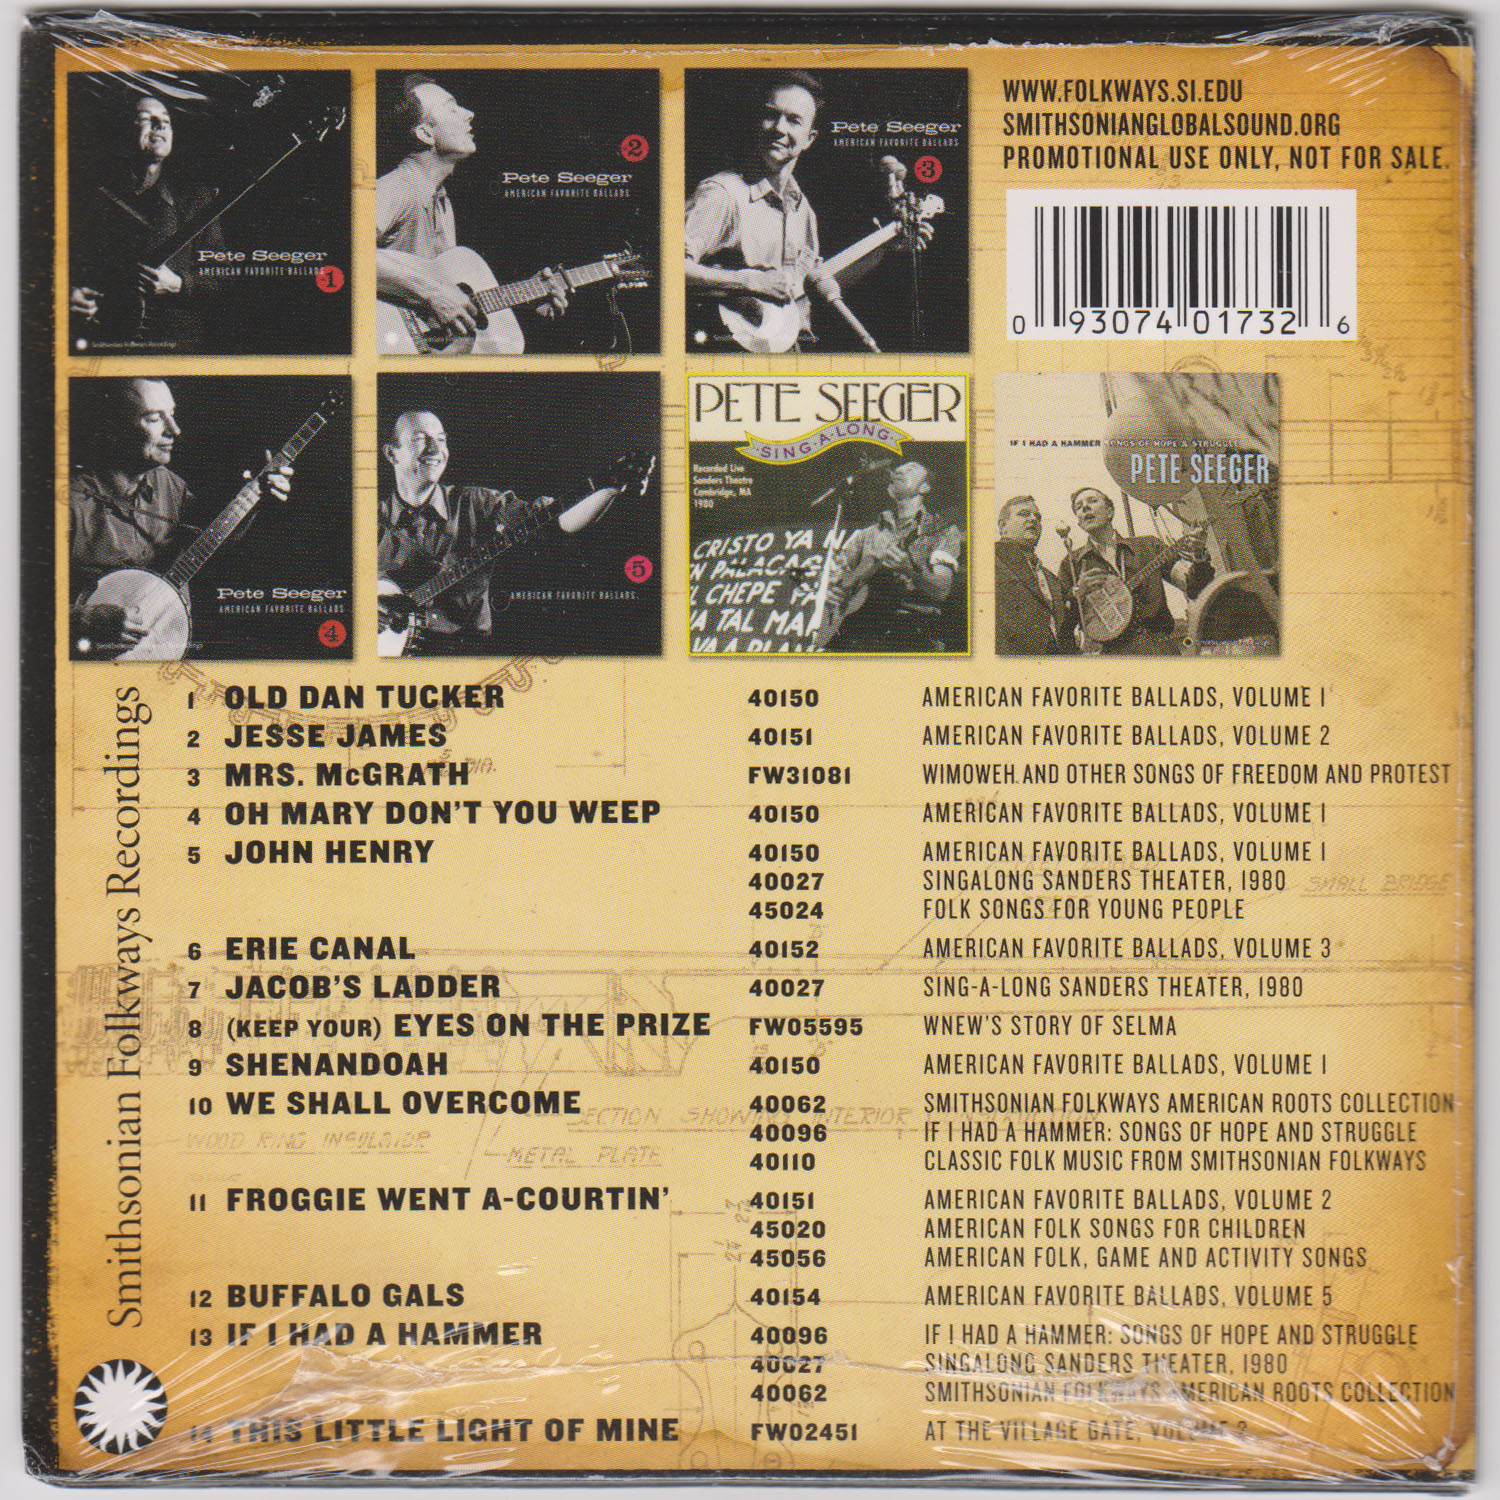 Pete Seeger
AMERICAN FAVORITE BALLADS
1
Smithsonian Folkways Recordings
2
Pete Seeger
AMERICAN FAVORITE BALLADS
Pete Seeger
AMERICAN FAVORITE BALLADS
3
WWW.FOLKWAYS.SI.EDU
SMITHSONIANGLOBALSOUND.ORG
PROMOTIONAL USE ONLY, NOT FOR SALE.
0 93074 01732 6
Pete Seeger
AMERICAN FAVORITE BALLADS
4
5
AMERICAN FAVORITE BALLADS
PETE SEEGER
SING-A-LONG
Recorded Live
Sanders Theatre
Cambridge, MA
1980
CRISTO YA
CHEPE
TAL
IF I HAD A HAMMER SONGS OF HOPE & STRUGGLE
PETE SEEGER
Smithsonian Folkways Recordings
1 OLD DAN TUCKER 40150 AMERICAN FAVORITE BALLADS, VOLUME 1
2 JESSE JAMES 40151 AMERICAN FAVORITE BALLADS, VOLUME 2
3 MRS. McGRATH FW31081 WIMOWEH AND OTHER SONGS OF FREEDOM AND PROTEST
4 OH MARY DON'T YOU WEEP 40150 AMERICAN FAVORITE BALLADS, VOLUME 1
5 JOHN HENRY 40150 AMERICAN FAVORITE BALLADS, VOLUME 1
40027 SINGALONG SANDERS THEATER, 1980
45024 FOLK SONGS FOR YOUNG PEOPLE
6 ERIE CANAL 40152 AMERICAN FAVORITE BALLADS, VOLUME 3
7 JACOB'S LADDER 40027 SING-A-LONG SANDERS THEATER, 1980
8 (KEEP YOUR) EYES ON THE PRIZE FW05595 WNEW'S STORY OF SELMA
9 SHENANDOAH 40150 AMERICAN FAVORITE BALLADS, VOLUME 1
10 WE SHALL OVERCOME 40062 SMITHSONIAN FOLKWAYS AMERICAN ROOTS COLLECTION
40096 IF I HAD A HAMMER: SONGS OF HOPE AND STRUGGLE
40110 CLASSIC FOLK MUSIC FROM SMITHSONIAN FOLKWAYS
11 FROGGIE WENT A-COURTIN' 40151 AMERICAN FAVORITE BALLADS, VOLUME 2
45020 AMERICAN FOLK SONGS FOR CHILDREN
45056 AMERICAN FOLK, GAME AND ACTIVITY SONGS
12 BUFFALO GALS 40154 AMERICAN FAVORITE BALLADS, VOLUME 5
13 IF I HAD A HAMMER 40096 IF I HAD A HAMMER: SONGS OF HOPE AND STRUGGLE
40027 SINGALONG SANDERS THEATER, 1980
40062 SMITHSONIAN FOLKWAYS AMERICAN ROOTS COLLECTION
14 THIS LITTLE LIGHT OF MINE FW02451 AT THE VILLAGE GATE, VOLUME 2
SMALL BRIDGE
SECTION SHOWING INTERIOR CONSTRUCTION
WOOD RING INSULATOR
METAL PLATE